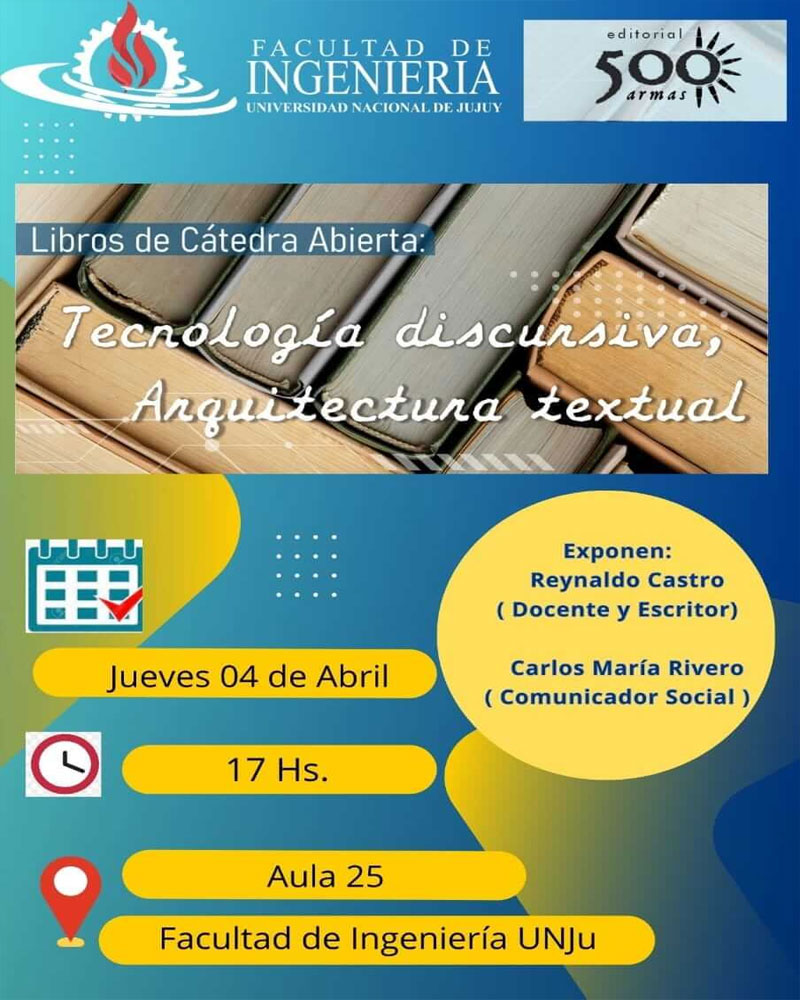 FACULTAD DE
INGENIERIA
UNIVERSIDAD NACIONAL DE JUJUY
editorial
500
armas
Libros de Cátedra Abierta:
Tecnología discursiva,
Arquitectura textual
Exponen:
Reynaldo Castro
( Docente y Escritor)
Carlos María Rivero
( Comunicador Social )
Jueves 04 de Abril
17 Hs.
Aula 25
Facultad de Ingeniería UNJu